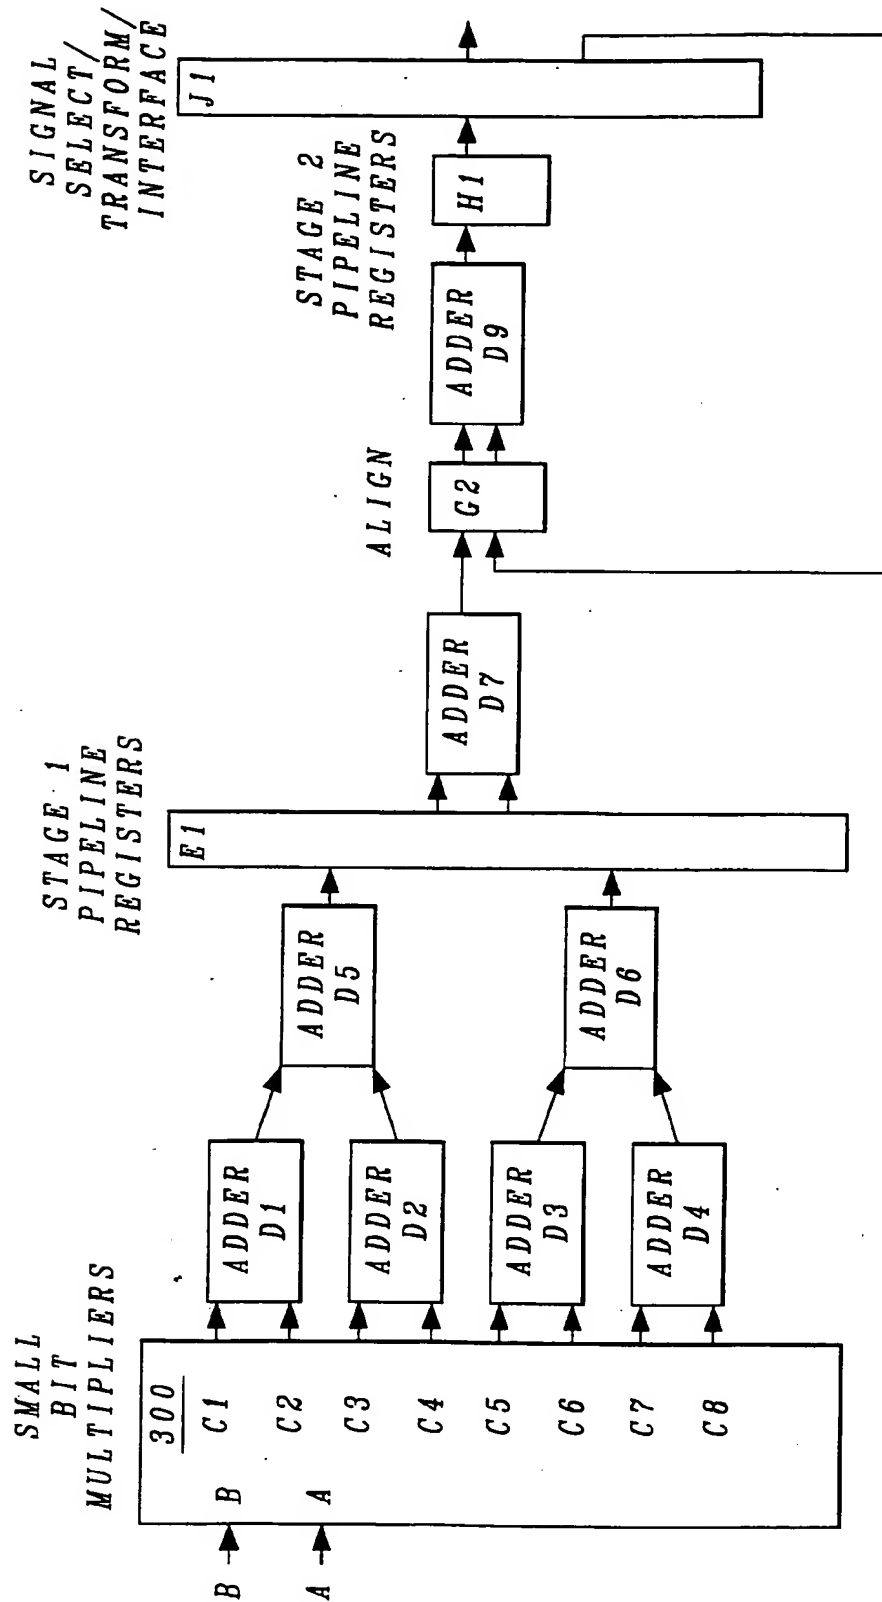 SMALL
BIT
MULTIPLIERS
300
B
A
B
A
C1
C2
C3
C4
C5
C6
C7
C8
ADDER
D1
ADDER
D2
ADDER
D3
ADDER
D4
ADDER
D5
ADDER
D6
STAGE 1
PIPELINE
REGISTERS
E1
ADDER
D7
ALIGN
G2
ADDER
D9
STAGE 2
PIPELINE
REGISTERS
H1
SIGNAL
SELECT/
TRANSFORM/
INTERFACE
J1